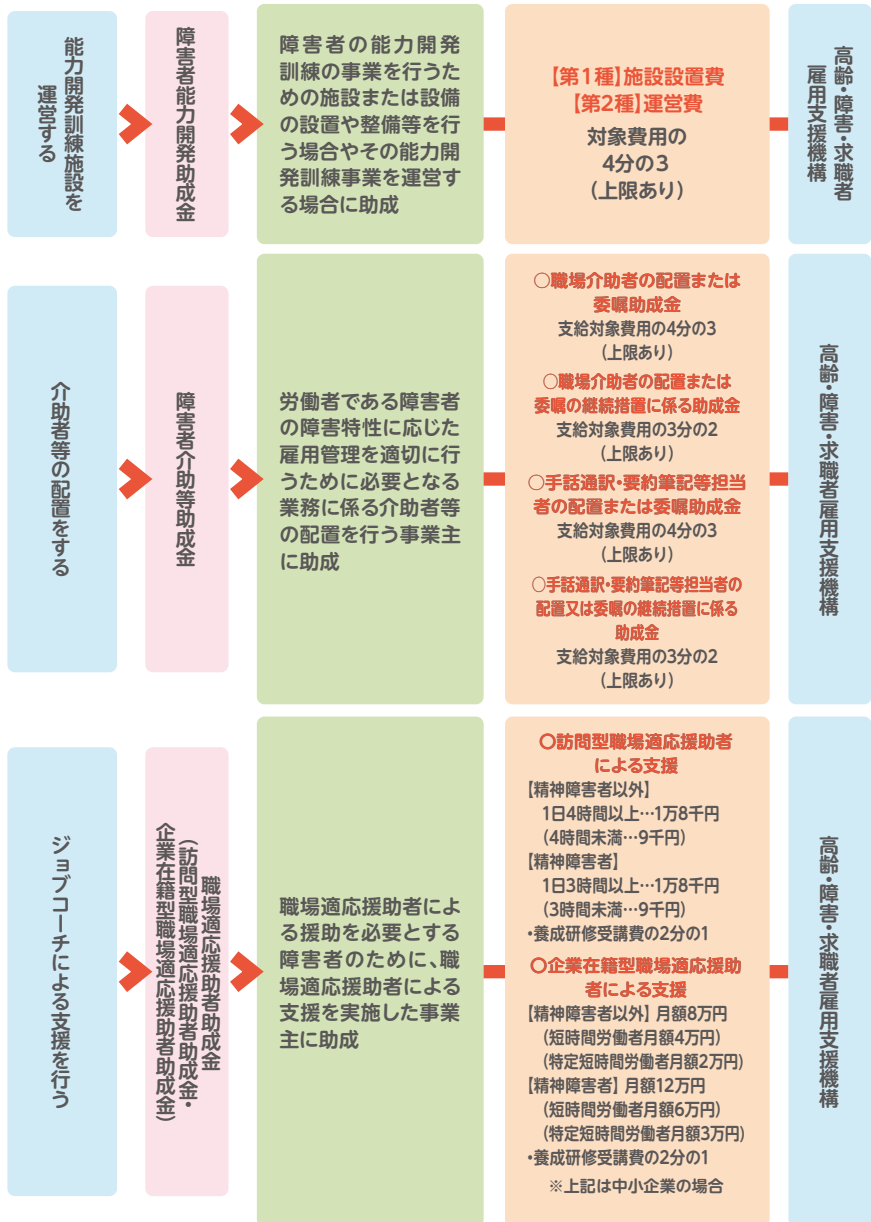 能力開発訓練施設を
運営する
障害者能力開発助成金
障害者の能力開発
訓練の事業を行うた
めの施設または設備
の設置や整備等を行
う場合やその能力開
発訓練事業を運営す
る場合に助成
【第1種】施設設置費
【第2種】運営費
対象費用の
4分の3
(上限あり)
高齢・障害・求職者
雇用支援機構
介助者等の配置をする
障害者介助等助成金
労働者である障害者
の障害特性に応じた
雇用管理を適切に行
うために必要となる
業務に係る介助者等
の配置を行う事業主
に助成
○職場介助者の配置または
委嘱助成金
支給対象費用の4分の3
(上限あり)
○職場介助者の配置または
委嘱の継続措置に係る助成金
支給対象費用の3分の2
(上限あり)
○手話通訳・要約筆記等担当
者の配置または委嘱助成金
支給対象費用の4分の3
(上限あり)
○手話通訳・要約筆記等担当者の
配置又は委嘱の継続措置に係る
助成金
支給対象費用の3分の2
(上限あり)
高齢・障害・求職者雇用支援機構
ジョブコーチによる支援を行う
職場適応援助者助成金
(訪問型職場適応援助者助成金・
企業在籍型職場適応援助者助成金)
職場適応援助者によ
る援助を必要とする
障害者のために、職
場適応援助者による
支援を実施した事業
主に助成
○訪問型職場適応援助者
による支援
【精神障害者以外】
1日4時間以上…1万8千円
(4時間未満…9千円)
【精神障害者】
1日3時間以上…1万8千円
(3時間未満…9千円)
・養成研修受講費の2分の1
○企業在籍型職場適応援助
者による支援
【精神障害者以外】月額8万円
(短時間労働者月額4万円)
(特定短時間労働者月額2万円)
【精神障害者】月額12万円
(短時間労働者月額6万円)
(特定短時間労働者月額3万円)
・養成研修受講費の2分の1
※上記は中小企業の場合
高齢・障害・求職者雇用支援機構